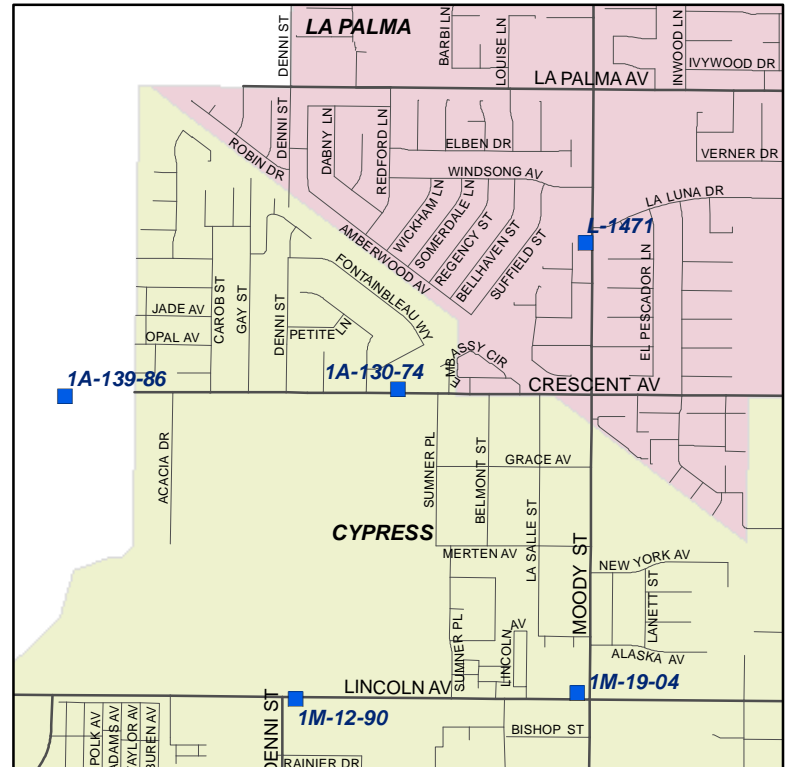 LA PALMA
DENNI ST
BARBI LN
LOUISE LN
INWOOD LN
IVYWOOD DR
LA PALMA AV
ROBIN DR
DENNI ST
DABNY LN
REDFORD LN
ELBEN DR
VERNER DR
WINDSONG AV
LA LUNA DR
WICKHAM LN
SOMERDALE LN
REGENCY ST
BELLHAVEN ST
SUFFIELD ST
AMBERWOOD AV
L-1471
EL PESCADOR LN
FONTAINBLEAU WY
CAROB ST
GAY ST
DENNI ST
JADE AV
OPAL AV
PETITE LN
EMBASSY CIR
1A-139-86
1A-130-74
CRESCENT AV
ACACIA DR
SUMNER PL
BELMONT ST
GRACE AV
LA SALLE ST
CYPRESS
MERTEN AV
MOODY ST
NEW YORK AV
LANETT ST
ALASKA AV
SUMNER PL
LINCOLN AV
LINCOLN AV
1M-19-04
1M-12-90
DENNI ST
POLK AV
ADAMS AV
TAYLOR AV
BUREN AV
BISHOP ST
RAINIER DR